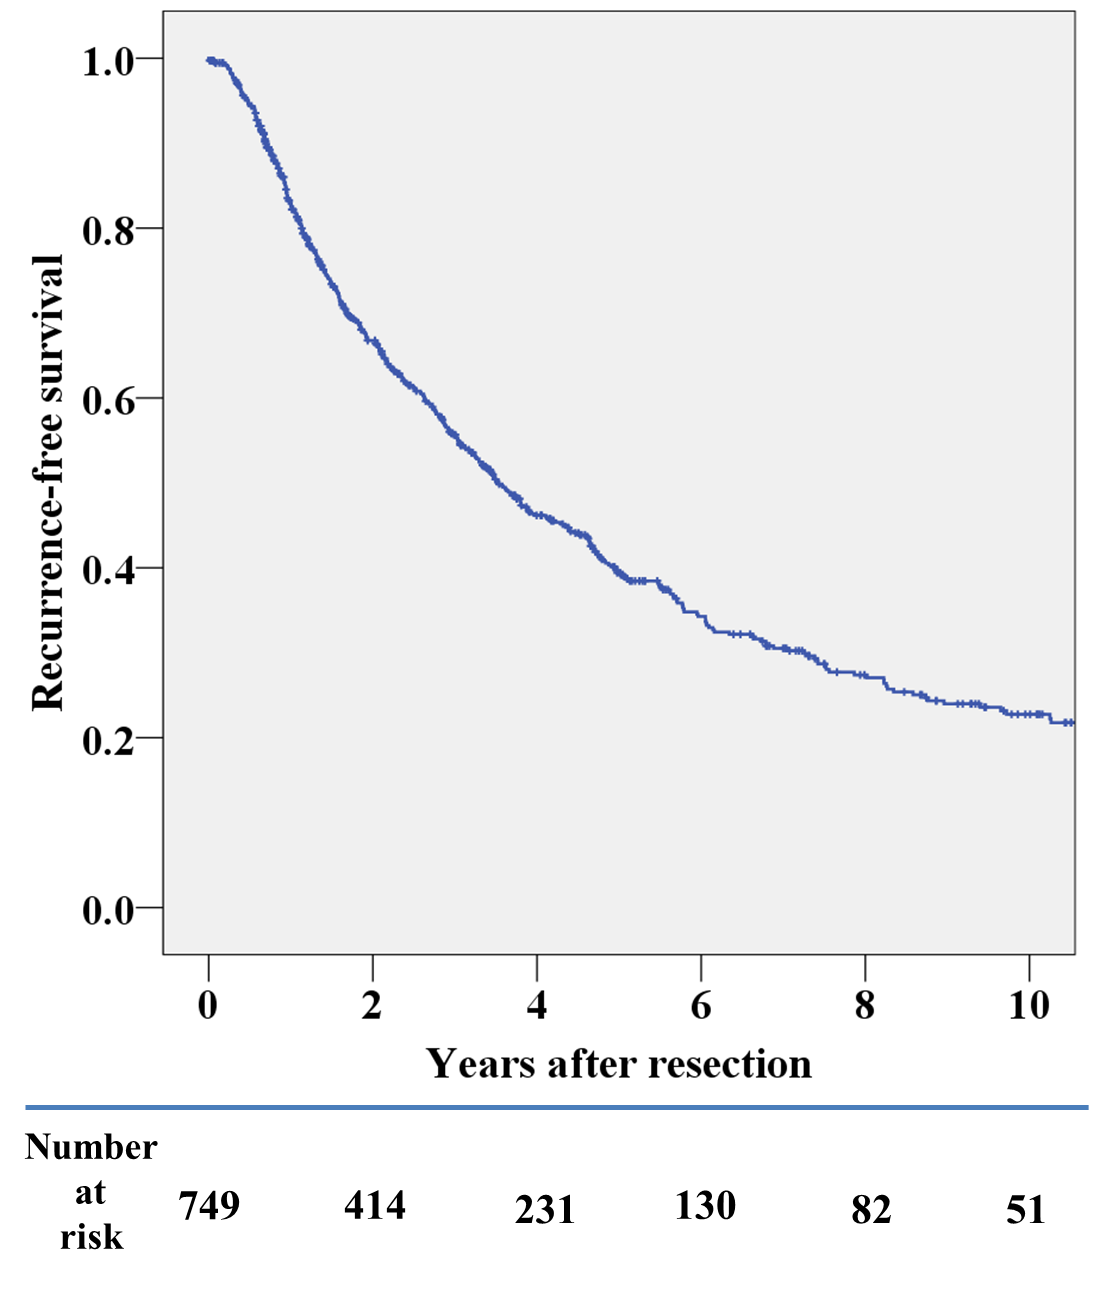 Recurrence-free survival
1.0
0.8
0.6
0.4
0.2
0.0
0 2 4 6 8 10
Years after resection
Number
at
risk
749 414 231 130 82 51